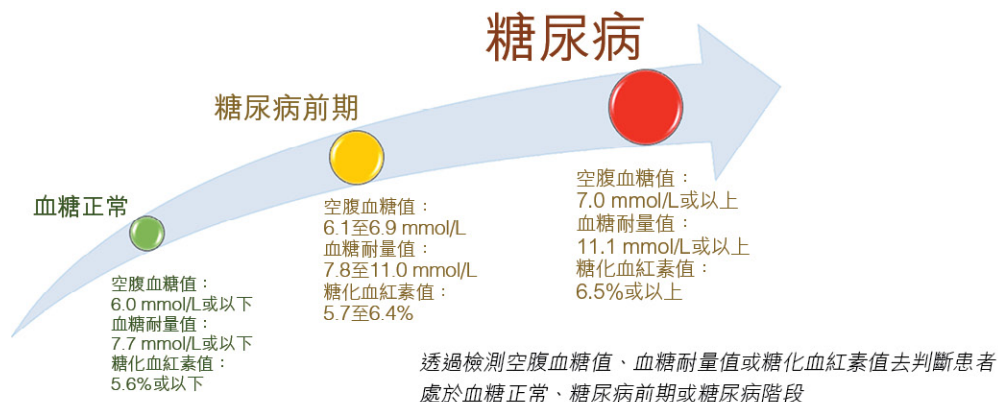 糖尿病
糖尿病前期
血糖正常
空腹血糖值：
7.0 mmol/L或以上
血糖耐量值：
11.1 mmol/L或以上
糖化血紅素值：
6.5%或以上
空腹血糖值：
6.1至6.9 mmol/L
血糖耐量值：
7.8至11.0 mmol/L
糖化血紅素值：
5.7至6.4%
空腹血糖值：
6.0 mmol/L或以下
血糖耐量值：
7.7 mmol/L或以下
糖化血紅素值：
5.6%或以下
透過檢測空腹血糖值、血糖耐量值或糖化血紅素值去判斷患者
處於血糖正常、糖尿病前期或糖尿病階段